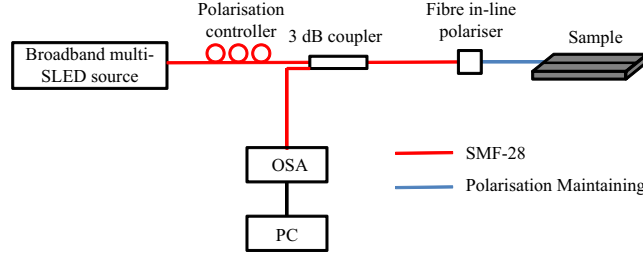 Polarisation
controller
3 dB coupler
Fibre in-line
polariser
Sample
Broadband multi-
SLED source
OSA
PC
SMF-28
Polarisation Maintaining